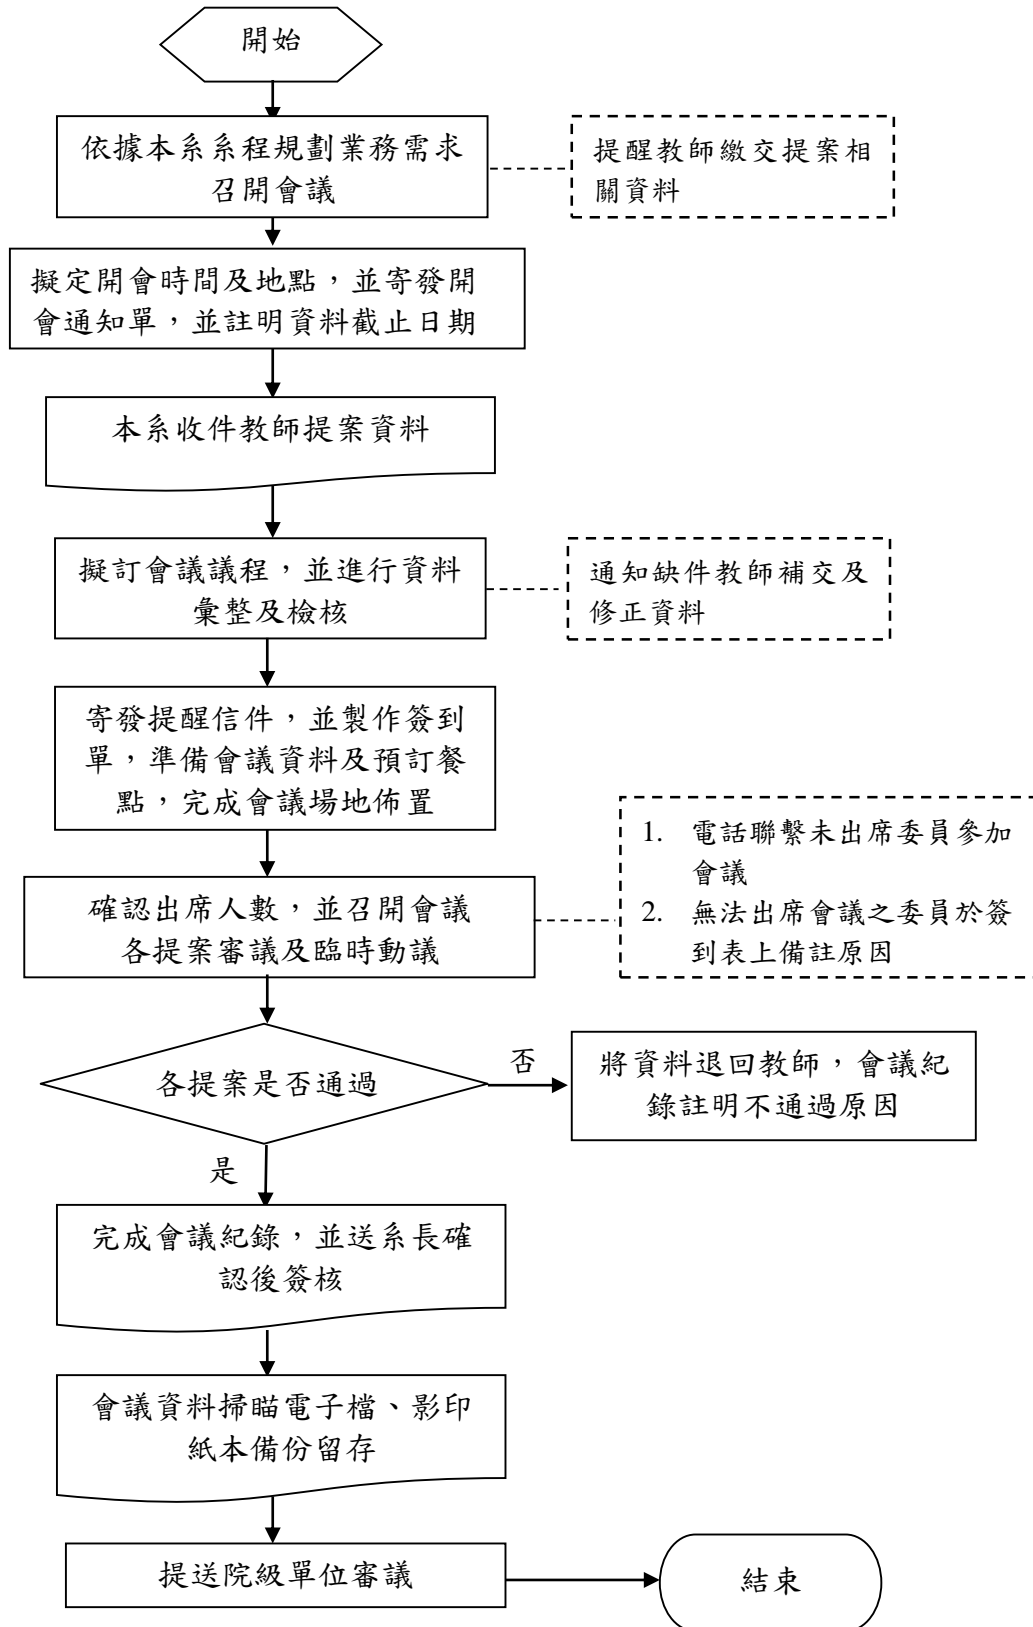 開始
依據本系系程規劃業務需求
召開會議
提醒教師繳交提案相
關資料
擬定開會時間及地點，並寄發開
會通知單，並註明資料截止日期
本系收件教師提案資料
擬訂會議議程，並進行資料
彙整及檢核
通知缺件教師補交及
修正資料
寄發提醒信件，並製作簽到
單，準備會議資料及預訂餐
點，完成會議場地佈置
1. 電話聯繫未出席委員參加
會議
2. 無法出席會議之委員於簽
到表上備註原因
確認出席人數，並召開會議
各提案審議及臨時動議
各提案是否通過
否
將資料退回教師，會議紀
錄註明不通過原因
是
完成會議紀錄，並送系長確
認後簽核
會議資料掃瞄電子檔、影印
紙本備份留存
提送院級單位審議
結束